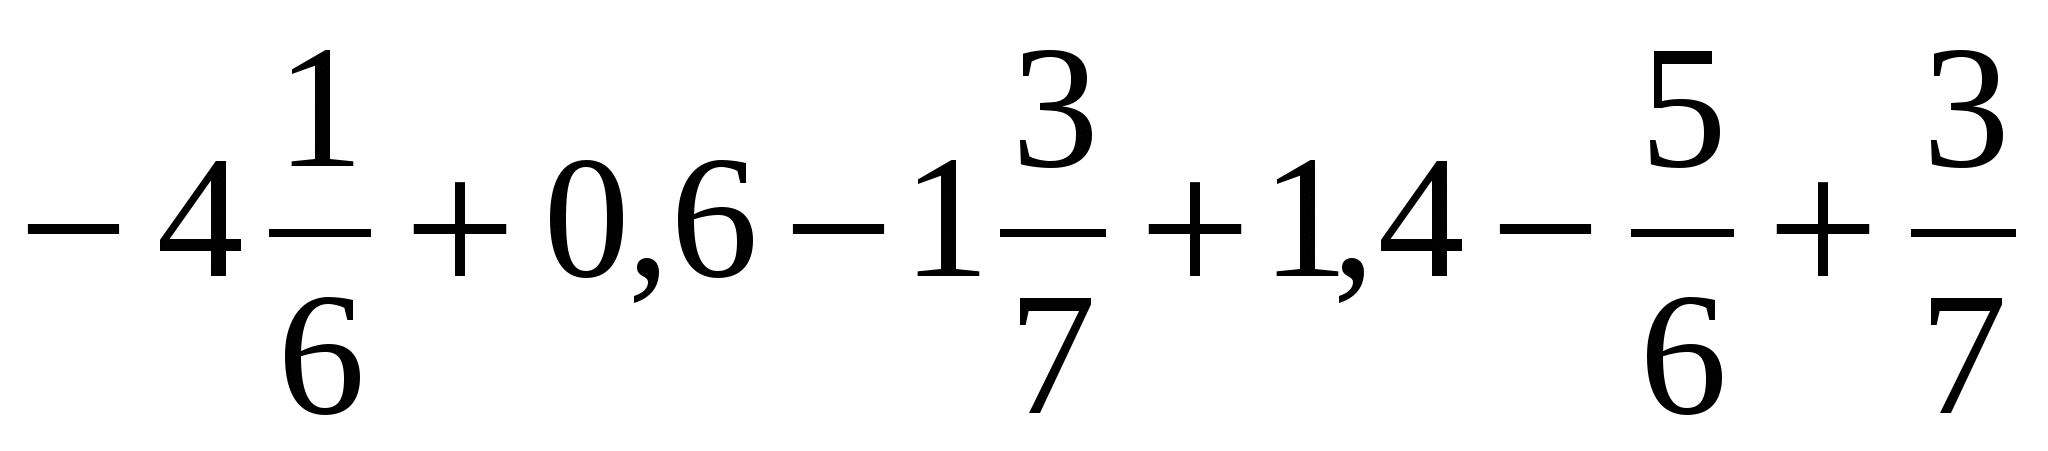 − 4 1/6 + 0,6 − 1 3/7 + 1,4 − 5/6 + 3/7